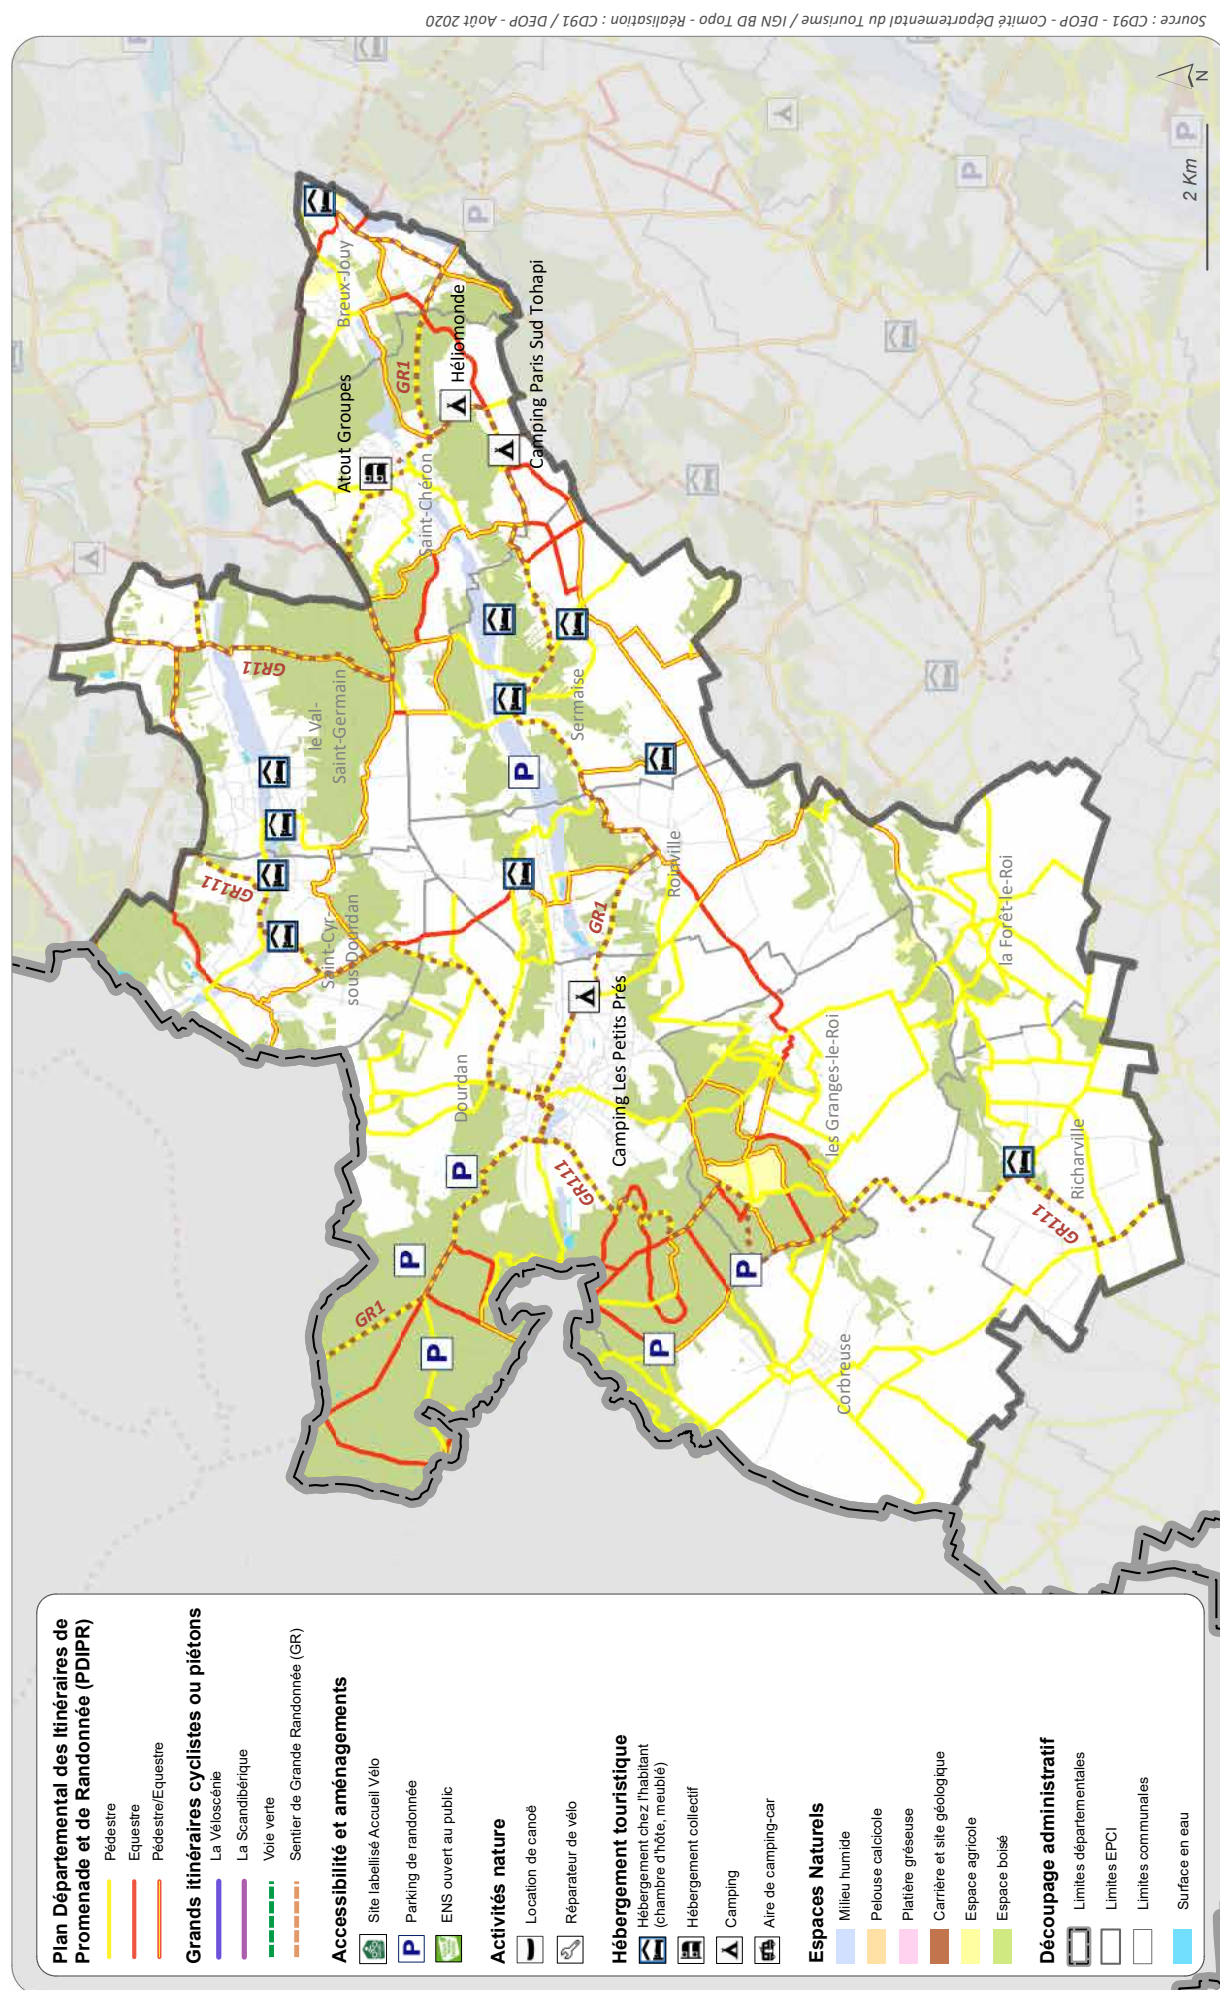 Source : CD91 - DEOP - Comité Départemental du Tourisme / IGN BD Topo - Réalisation : CD91 / DEOP - Août 2020
Plan Départemental des Itinéraires de
Promenade et de Randonnée (PDIPR)
Pédestre
Equestre
Pédestre/Equestre
Grands itinéraires cyclistes ou piétons
La Véloscénie
La Scandibérique
Voie verte
Sentier de Grande Randonnée (GR)
Accessibilité et aménagements
Site labellisé Accueil Vélo
P
Parking de randonnée
ENS ouvert au public
Activités nature
Location de canoë
Réparateur de vélo
Hébergement touristique
Hébergement chez l'habitant
(chambre d'hôte, meublé)
Hébergement collectif
Camping
Aire de camping-car
Espaces Naturels
Milieu humide
Pelouse calcicole
Platière gréseuse
Carrière et site géologique
Espace agricole
Espace boisé
Découpage administratif
Limites départementales
Limites EPCI
Limites communales
Surface en eau
GR11
le Val-
Saint-Germain
GR111
Saint-Cyr-
sous-Dourdan
Breux-Jouy
Atout Groupes
GR1
Héliomonde
Camping Paris Sud Tohapi
Saint-Chéron
Sermaise
P
Roinville
GR1
Camping Les Petits Prés
Dourdan
P
P
GR1
P
GR111
P
P
les Granges-le-Roi
la Forêt-le-Roi
Richarville
GR111
Corbreuse
P
P
P
P
2 Km
N